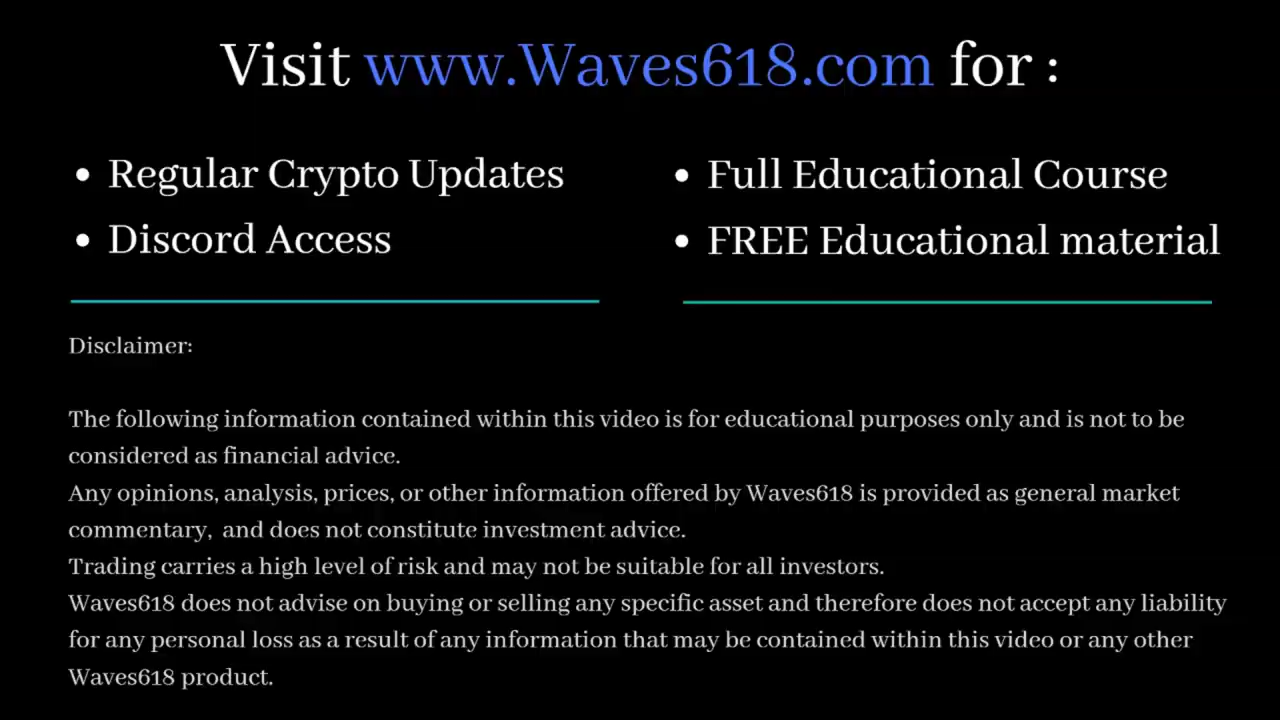 Visit www.Waves618.com for :
• Regular Crypto Updates
• Discord Access
• Full Educational Course
• FREE Educational material
Disclaimer:
The following information contained within this video is for educational purposes only and is not to be
considered as financial advice.
Any opinions, analysis, prices, or other information offered by Waves618 is provided as general market
commentary,  and does not constitute investment advice.
Trading carries a high level of risk and may not be suitable for all investors.
Waves618 does not advise on buying or selling any specific asset and therefore does not accept any liability
for any personal loss as a result of any information that may be contained within this video or any other
Waves618 product.